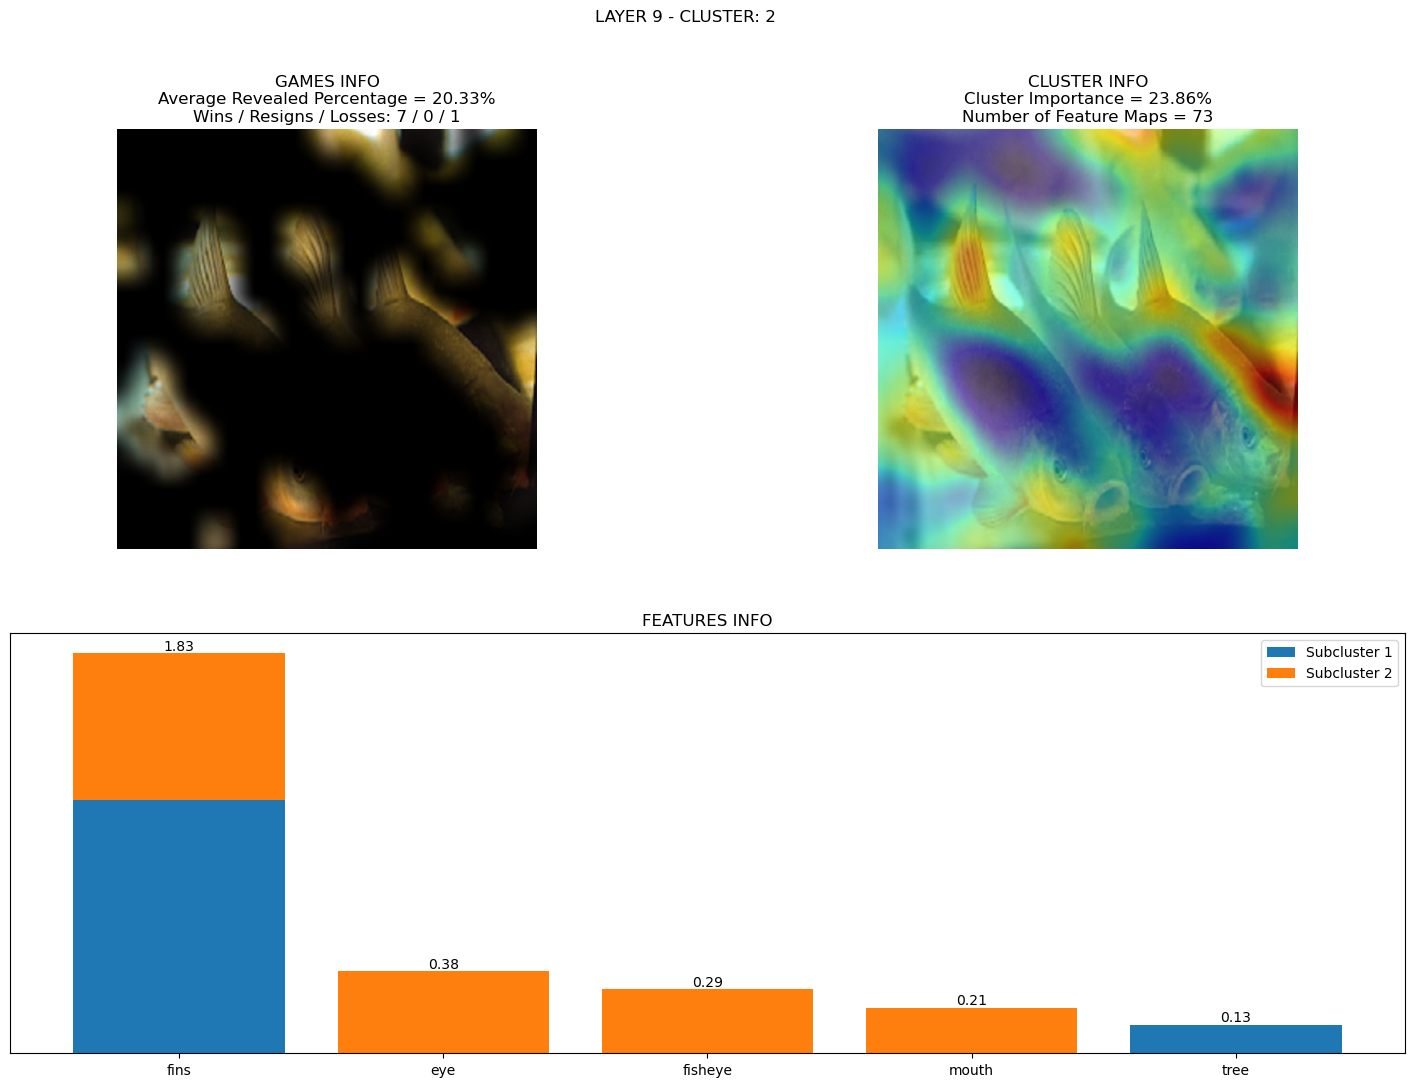 LAYER 9 - CLUSTER: 2
GAMES INFO
Average Revealed Percentage = 20.33%
Wins / Resigns / Losses: 7 / 0 / 1
CLUSTER INFO
Cluster Importance = 23.86%
Number of Feature Maps = 73
FEATURES INFO
Subcluster 1
Subcluster 2
1.83
0.38
0.29
0.21
0.13
fins
eye
fisheye
mouth
tree